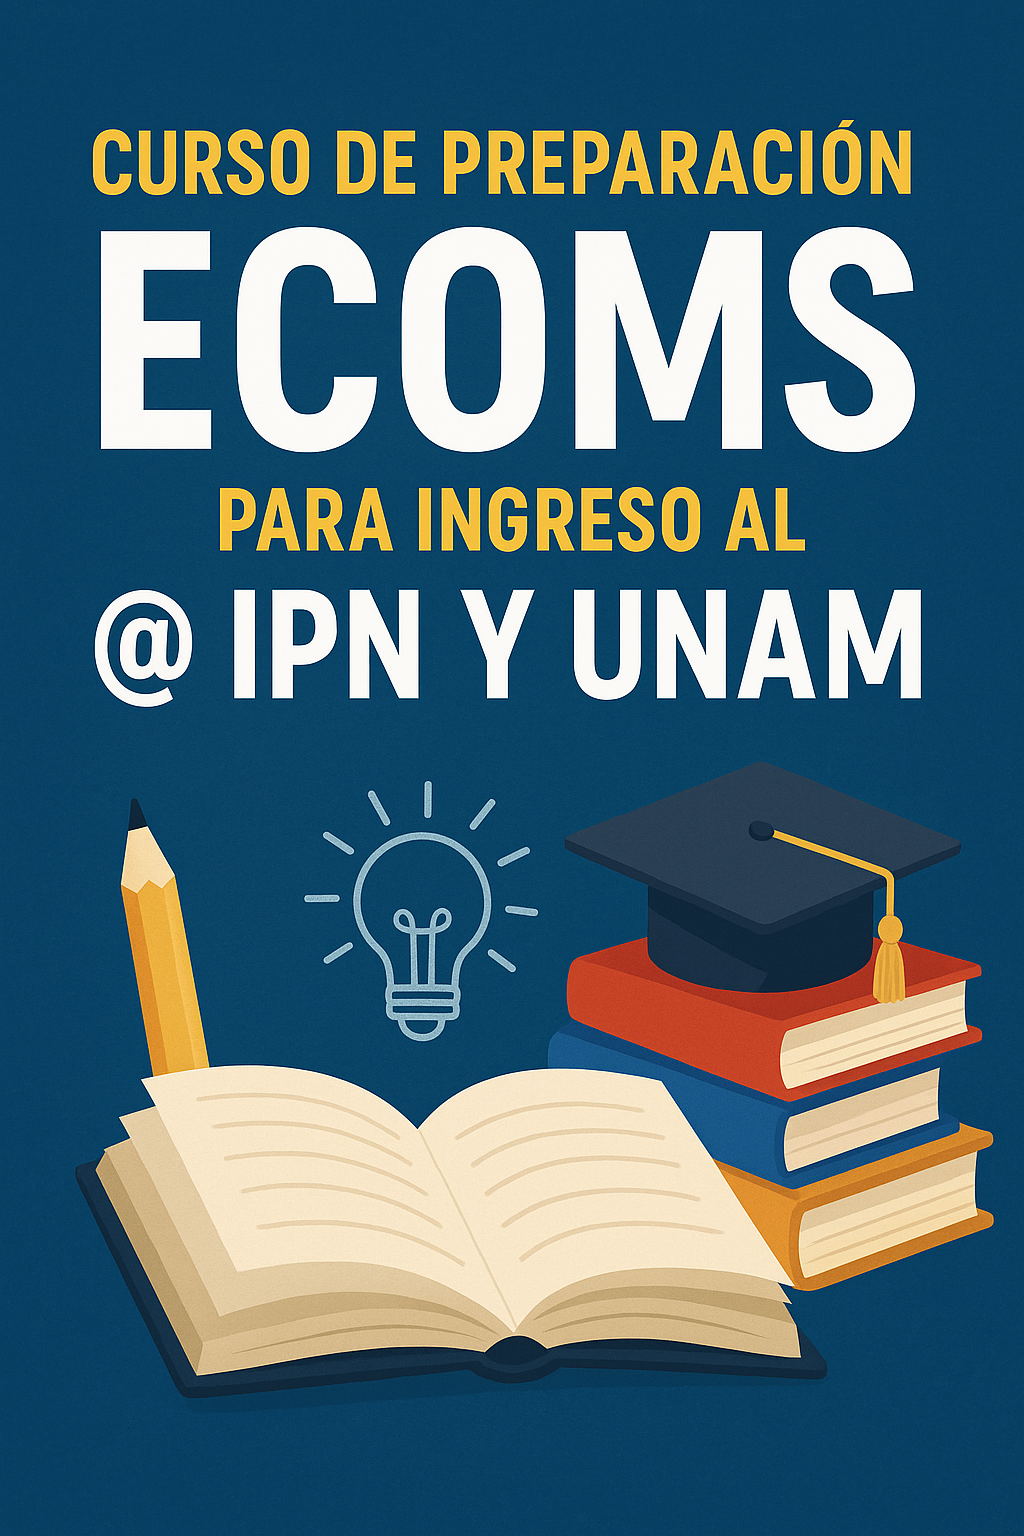 CURSO DE PREPARACIÓN
ECOMS
PARA INGRESO AL
@ IPN Y UNAM